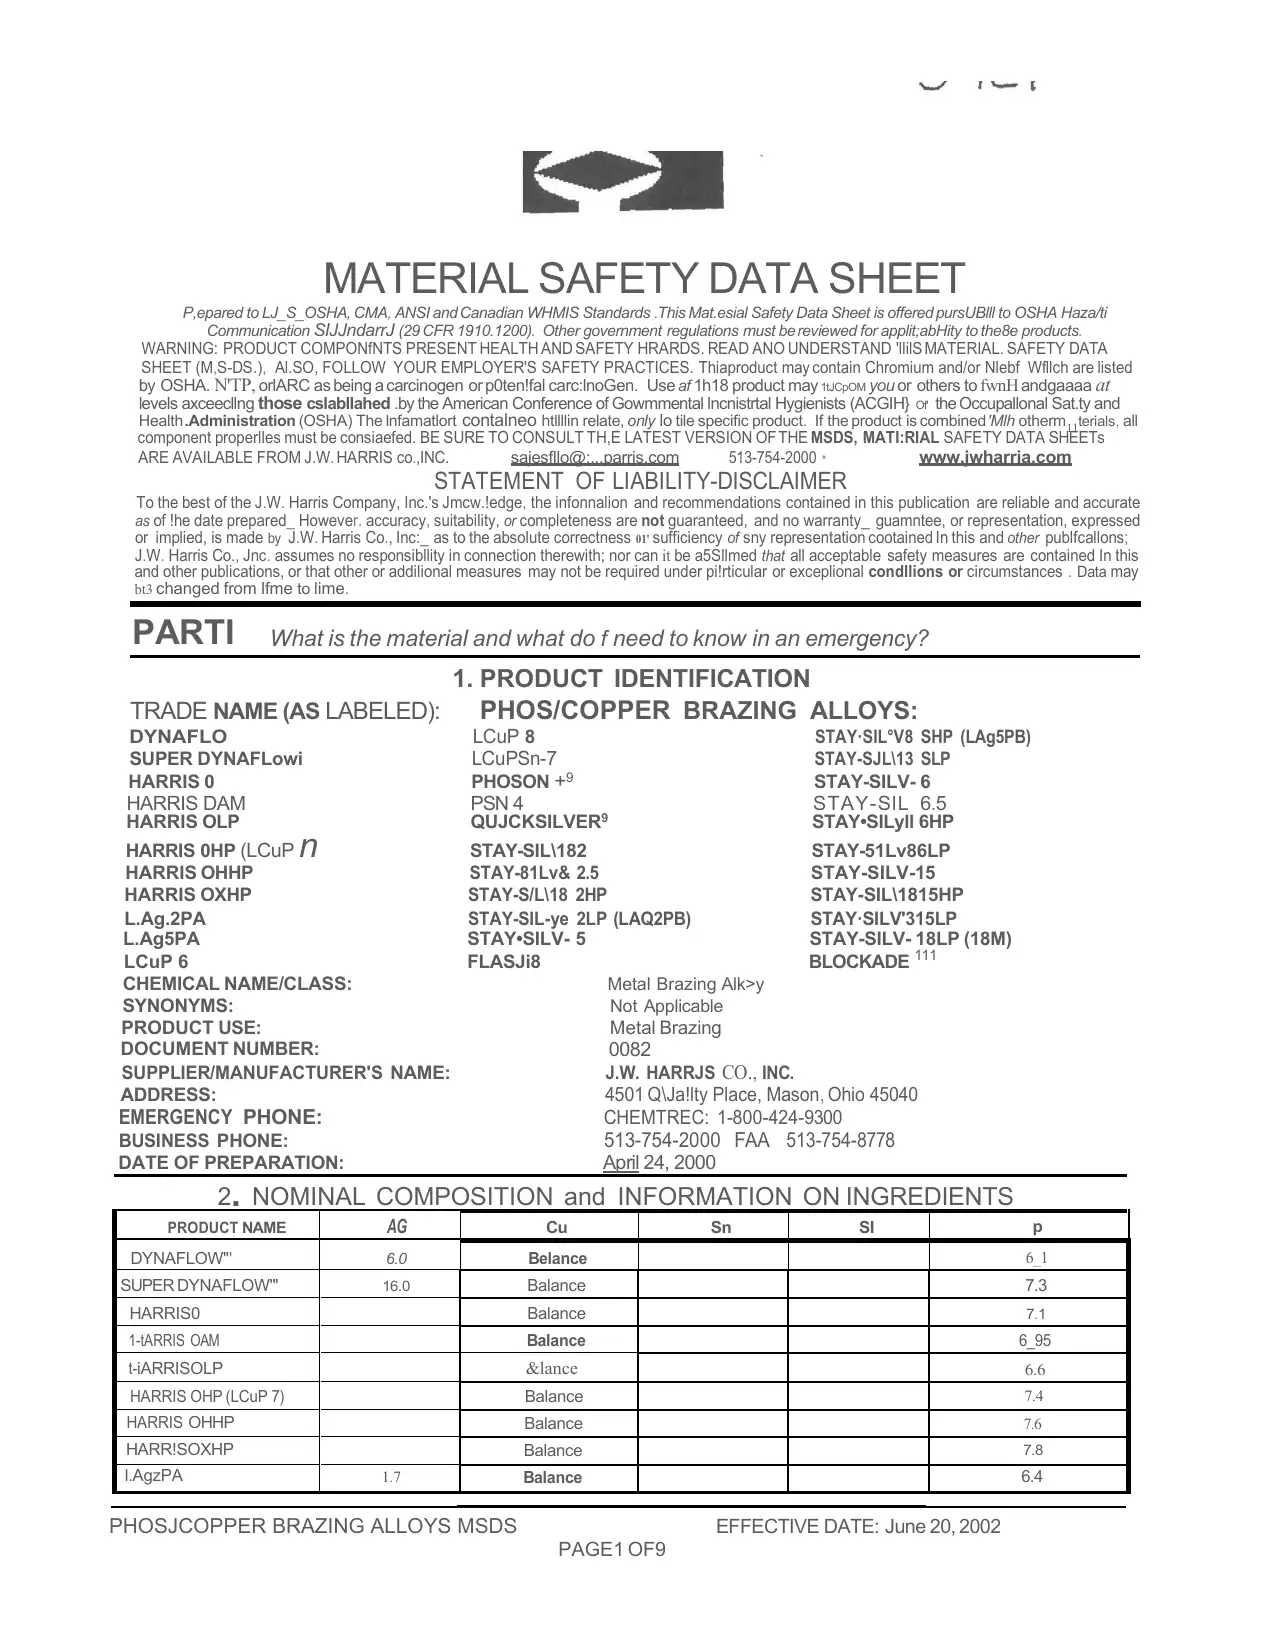 MATERIAL SAFETY DATA SHEET
P,epared to LJ_S_OSHA, CMA, ANSI and Canadian WHMIS Standards .This Mat.esial Safety Data Sheet is offered pursUBlll to OSHA Haza/ti
Communication SlJJndarrJ (29 CFR 1910.1200). Other government regulations must be reviewed for applit;abHity to the8e products.
WARNING: PRODUCT COMPONfNTS PRESENT HEALTH AND SAFETY HRARDS. READ ANO UNDERSTAND 'lliIS MATERIAL. SAFETY DATA
SHEET (M,S-DS.), Al.SO, FOLLOW YOUR EMPLOYER'S SAFETY PRACTICES. Thiaproduct may contain Chromium and/or Nlebf Wfllch are listed
by OSHA. N'TP, orlARC as being a carcinogen or p0ten!fal carc:lnoGen. Use af 1h18 product may 1tJCpOM you or others to fwnH andgaaaa at
levels axceecllng those cslabllahed .by the American Conference of Gowmmental lncnistrtal Hygienists (ACGIH} Of the Occupallonal Sat.ty and
Health .Administration (OSHA) The lnfamatlort contalneo htlllin relate, only lo tile specific product. If the product is combined 'Mlh otherm terials, all
component properlles must be consiaefed. BE SURE TO CONSULT TH,E LATEST VERSION OF THE MSDS, MATI:RIAL SAFETY DATA SHEETs
ARE AVAILABLE FROM J.W. HARRIS co.,INC. sajesfllo@:...parris.com 513-754-2000 * www.jwharria.com
STATEMENT OF LIABILITY-DISCLAIMER
To the best of the J.W. Harris Company, Inc.'s Jmcw.!edge, the infonnalion and recommendations contained in this publication are reliable and accurate
as of !he date prepared_ However. accuracy, suitability, or completeness are not guaranteed, and no warranty_ guamntee, or representation, expressed
or implied, is made by J.W. Harris Co., Inc:_ as to the absolute correctness 01' sufficiency of sny representation cootained In this and other publfcallons;
J.W. Harris Co., Jnc. assumes no responsibllity in connection therewith; nor can it be a5Sllmed that all acceptable safety measures are contained In this
and other publications, or that other or addilional measures may not be required under pi!rticular or exceplional condllions or circumstances . Data may
bt3 changed from lfme to lime.
PARTI What is the material and what do f need to know in an emergency?
1. PRODUCT IDENTIFICATION
TRADE NAME (AS LABELED): PHOS/COPPER BRAZING ALLOYS:
DYNAFLO LCuP 8 STAY·SIL°V8 SHP (LAg5PB)
SUPER DYNAFLowi LCuPSn-7 STAY-SJL\13 SLP
HARRIS 0 PHOSON +9 STAY-SILV- 6
HARRIS DAM PSN 4 STAY-SIL 6.5
HARRIS OLP QUJCKSILVER9 STAY•SILyII 6HP
HARRIS 0HP (LCuP n STAY-SIL\182 STAY-51Lv86LP
HARRIS OHHP STAY-81Lv& 2.5 STAY-SILV-15
HARRIS OXHP STAY-S/L\18 2HP STAY-SIL\1815HP
L.Ag.2PA STAY-SIL-ye 2LP (LAQ2PB) STAY·SILV'315LP
L.Ag5PA STAY•SILV- 5 STAY-SILV- 18LP (18M)
LCuP 6 FLASJi8 BLOCKADE 111
CHEMICAL NAME/CLASS: Metal Brazing Alk>y
SYNONYMS: Not Applicable
PRODUCT USE: Metal Brazing
DOCUMENT NUMBER: 0082
SUPPLIER/MANUFACTURER'S NAME: J.W. HARRJS CO., INC.
ADDRESS: 4501 Q\Ja!lty Place, Mason, Ohio 45040
EMERGENCY PHONE: CHEMTREC: 1-800-424-9300
BUSINESS PHONE: 513-754-2000 FAA 513-754-8778
DATE OF PREPARATION: April 24, 2000
2. NOMINAL COMPOSITION and INFORMATION ON INGREDIENTS
PRODUCT NAME AG Cu Sn SI p
DYNAFLOW"' 6.0 Belance 6_1
SUPER DYNAFLOW"' 16.0 Balance 7.3
HARRIS0 Balance 7.1
1-tARRIS OAM Balance 6_95
t-iARRISOLP &lance 6.6
HARRIS OHP (LCuP 7) Balance 7.4
HARRIS OHHP Balance 7.6
HARR!SOXHP Balance 7.8
l.AgzPA 1.7 Balance 6.4
PHOSJCOPPER BRAZING ALLOYS MSDS EFFECTIVE DATE: June 20, 2002
PAGE1 OF9